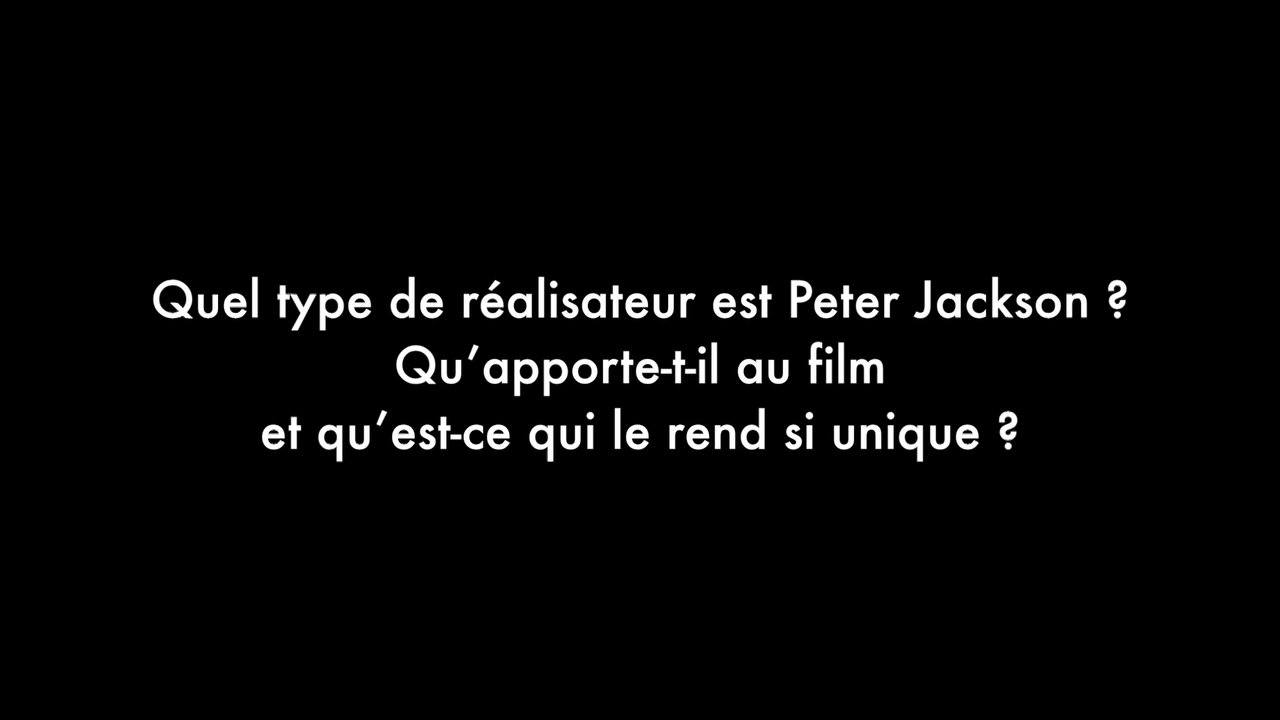 Quel type de réalisateur est Peter Jackson ?
Qu’apporte-t-il au film
et qu’est-ce qui le rend si unique ?